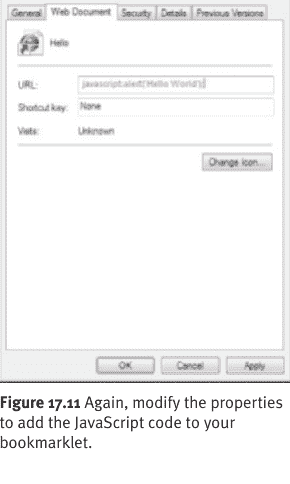 General Web Document Security Details Previous Versions
Hello
URL: javascript:alert('Hello World');
Shortcut key: None
Visits: Unknown
Change Icon...
OK Cancel Apply
Figure 17.11 Again, modify the properties
to add the JavaScript code to your
bookmarklet.